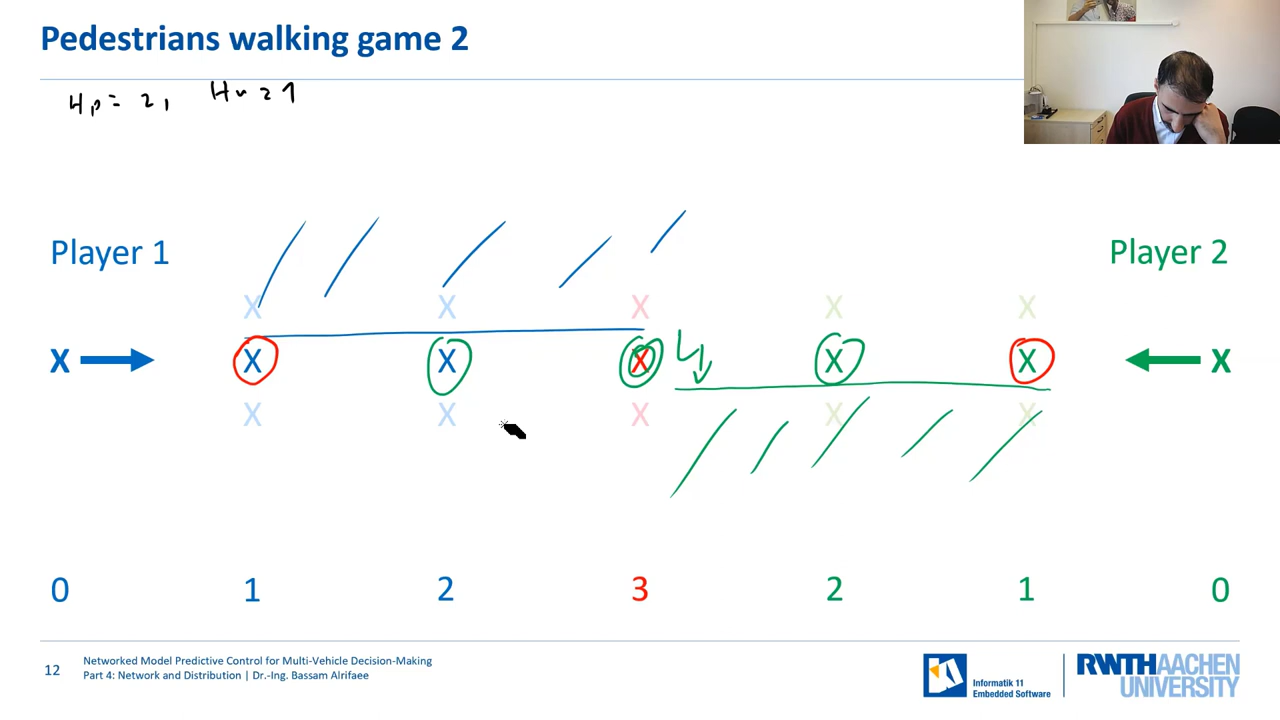 Pedestrians walking game 2
Hp = 2, Hu = 1
Player 1
Player 2
X X X X X
X X X X X X X
X X X X X
0 1 2 3 2 1 0
12
Networked Model Predictive Control for Multi-Vehicle Decision-Making
Part 4: Network and Distribution | Dr.-Ing. Bassam Alrifaee
Informatik 11
Embedded Software
RWTHAACHEN
UNIVERSITY